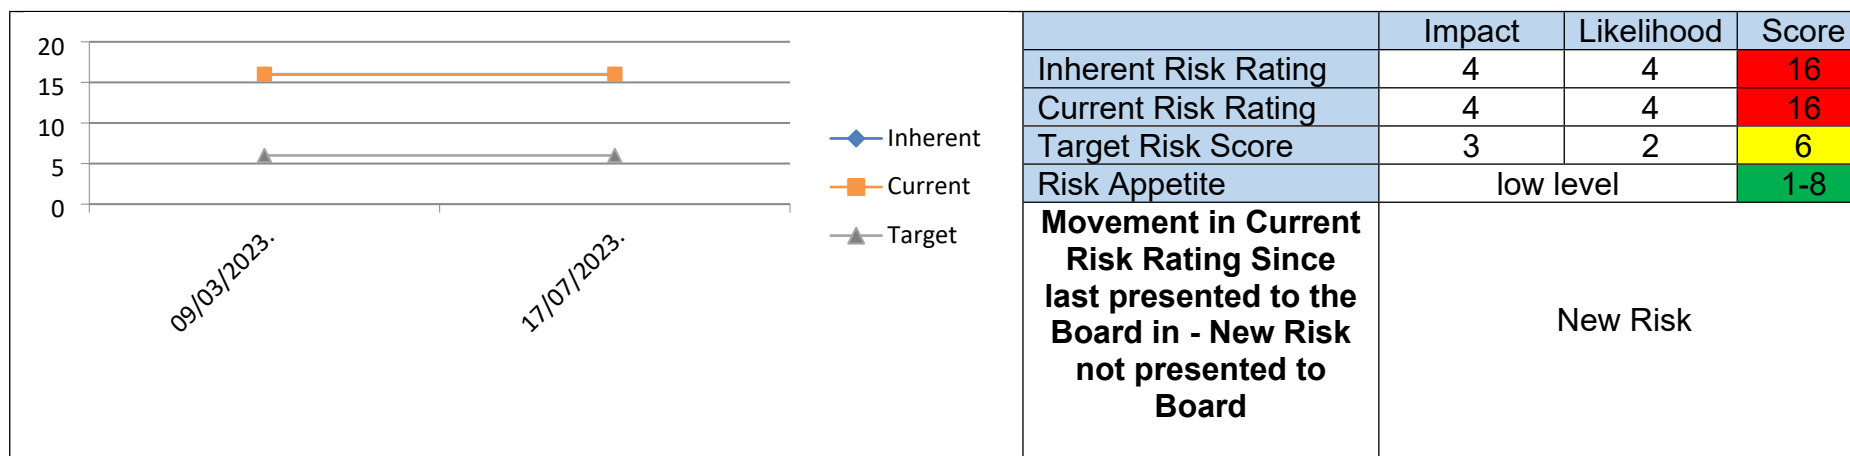 20
15
10
5
0
09/03/2023.
17/07/2023.
Inherent
Current
Target
Impact Likelihood Score
Inherent Risk Rating 4 4 16
Current Risk Rating 4 4 16
Target Risk Score 3 2 6
Risk Appetite low level 1-8
Movement in Current
Risk Rating Since
last presented to the
Board in - New Risk
not presented to
Board
New Risk